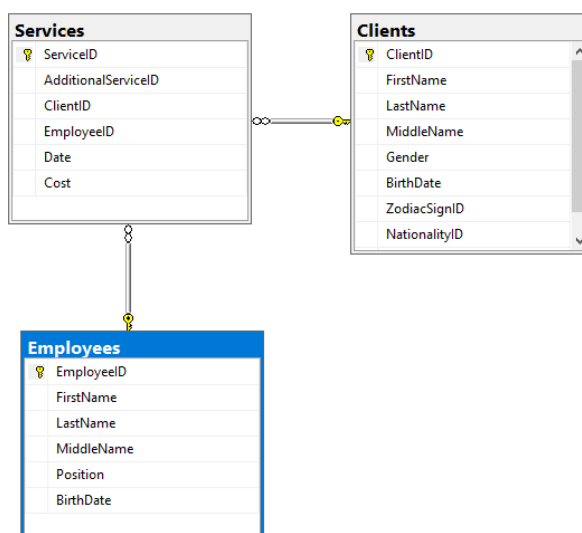 Services
ServiceID
AdditionalServiceID
ClientID
EmployeeID
Date
Cost
Clients
ClientID
FirstName
LastName
MiddleName
Gender
BirthDate
ZodiacSignID
NationalityID
Employees
EmployeeID
FirstName
LastName
MiddleName
Position
BirthDate